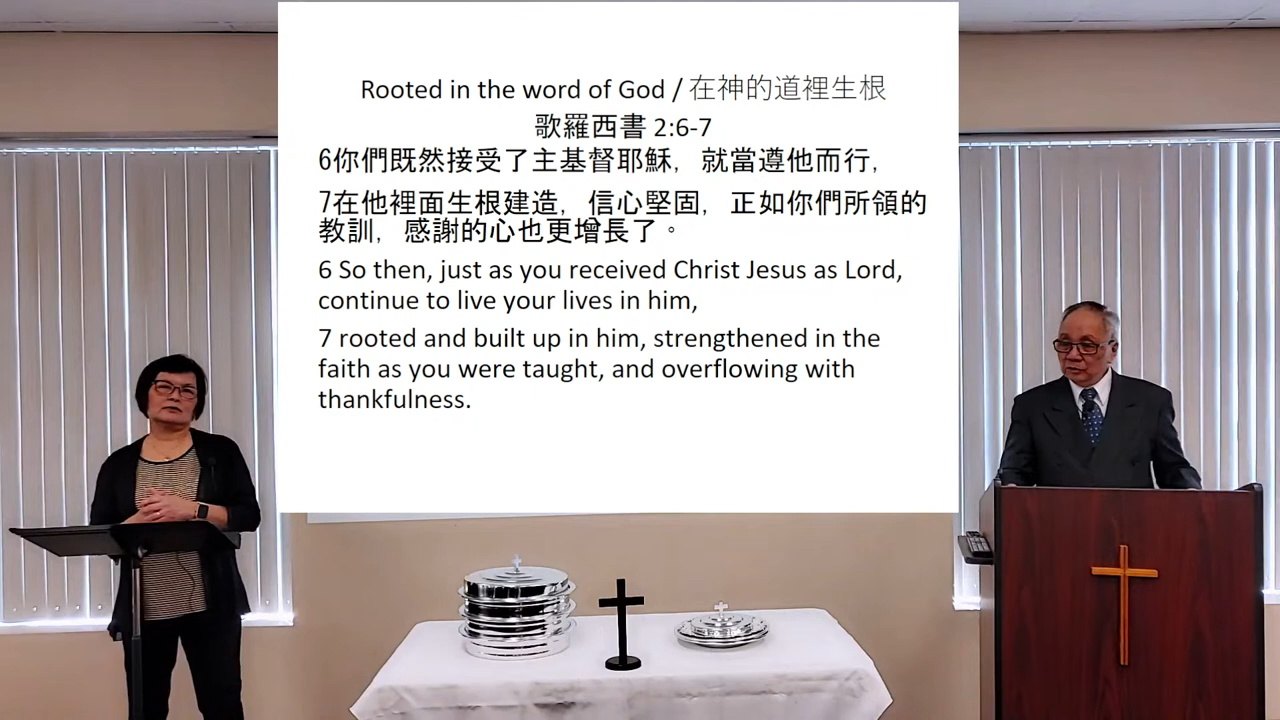 Rooted in the word of God / 在神的道裡生根
歌羅西書 2:6-7
6你們既然接受了主基督耶穌，就當遵他而行，
7在他裡面生根建造，信心堅固，正如你們所領的
教訓，感謝的心也更增長了。
6 So then, just as you received Christ Jesus as Lord,
continue to live your lives in him,
7 rooted and built up in him, strengthened in the
faith as you were taught, and overflowing with
thankfulness.